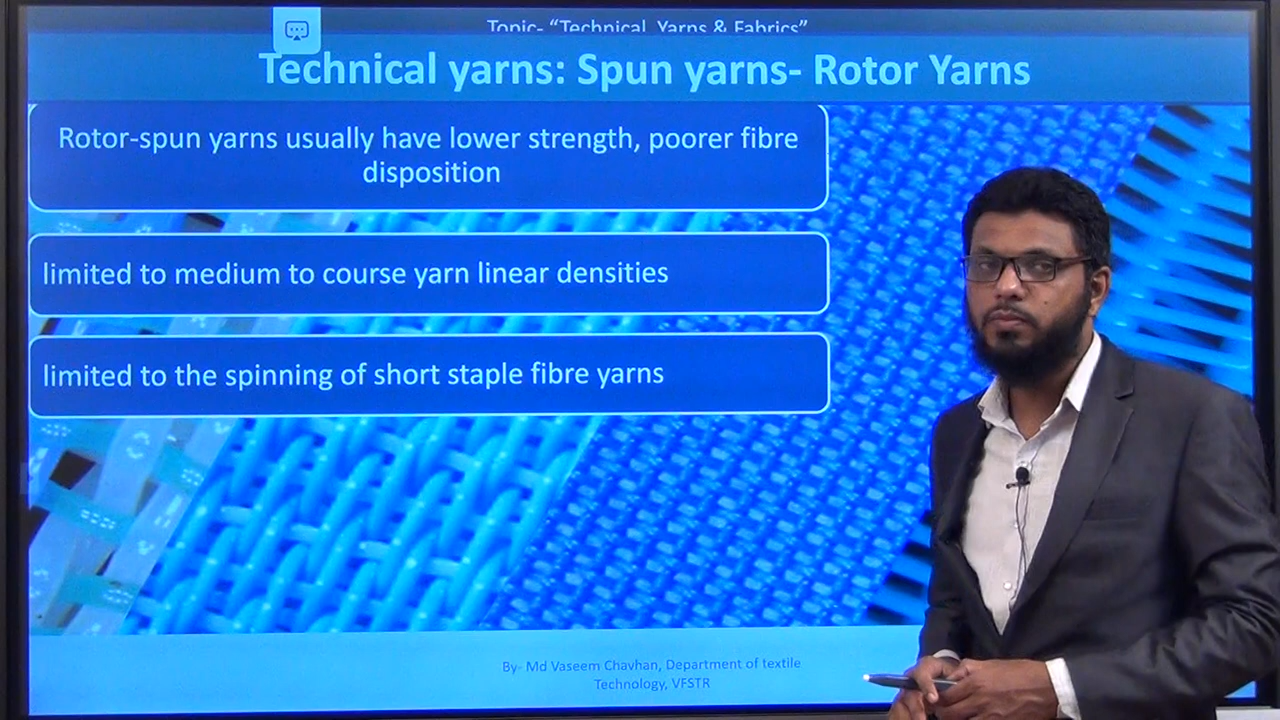 Topic- “Technical Yarns & Fabrics”
Technical yarns: Spun yarns- Rotor Yarns
Rotor-spun yarns usually have lower strength, poorer fibre
disposition
limited to medium to course yarn linear densities
limited to the spinning of short staple fibre yarns
By- Md Vaseem Chavhan, Department of textile
Technology, VFSTR